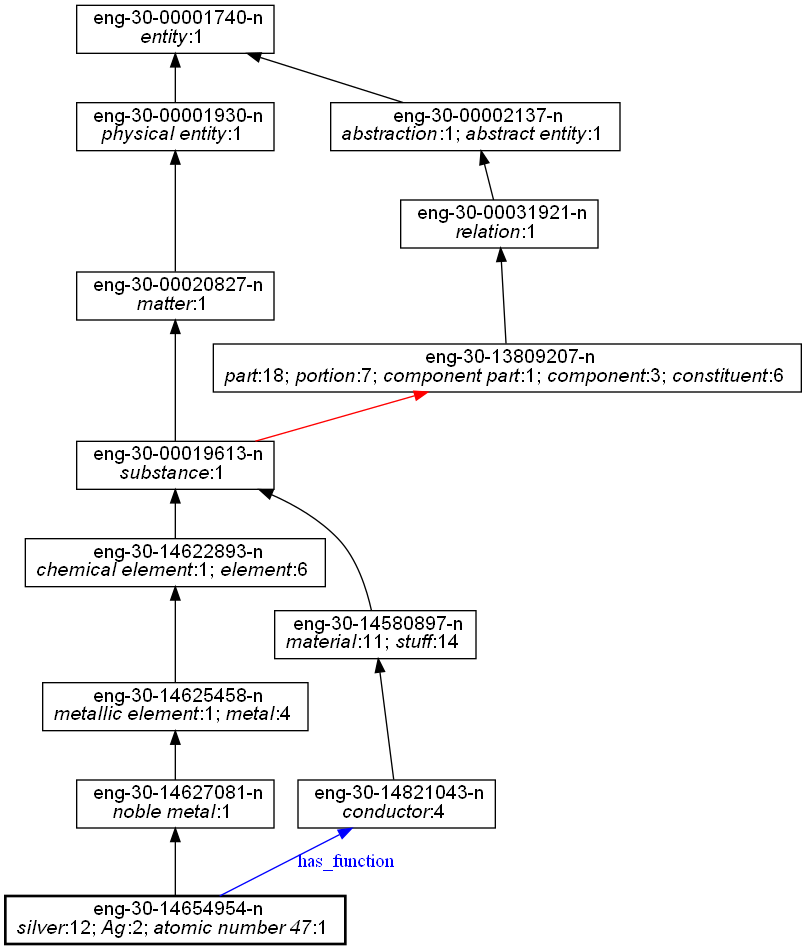 eng-30-00001740-n
entity:1
eng-30-00001930-n
physical entity:1
eng-30-00002137-n
abstraction:1; abstract entity:1
eng-30-00031921-n
relation:1
eng-30-00020827-n
matter:1
eng-30-13809207-n
part:18; portion:7; component part:1; component:3; constituent:6
eng-30-00019613-n
substance:1
eng-30-14622893-n
chemical element:1; element:6
eng-30-14580897-n
material:11; stuff:14
eng-30-14625458-n
metallic element:1; metal:4
eng-30-14627081-n
noble metal:1
eng-30-14821043-n
conductor:4
has_function
eng-30-14654954-n
silver:12; Ag:2; atomic number 47:1